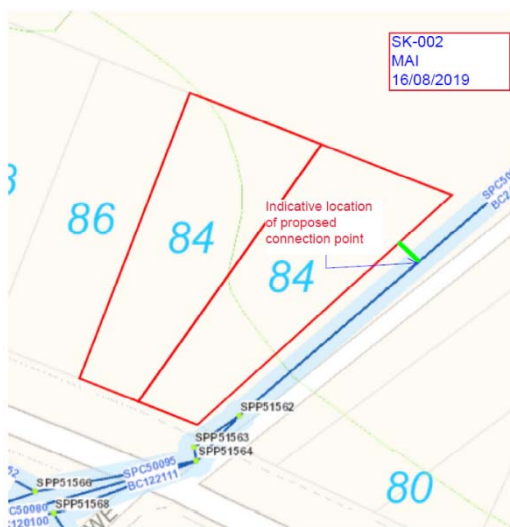 SK-002
MAI
16/08/2019
86
84
Indicative location
of proposed
connection point
84
SPP51562
SPP51563
SPP51564
SPC50095
BC122111
SPP51566
SPP51568
80